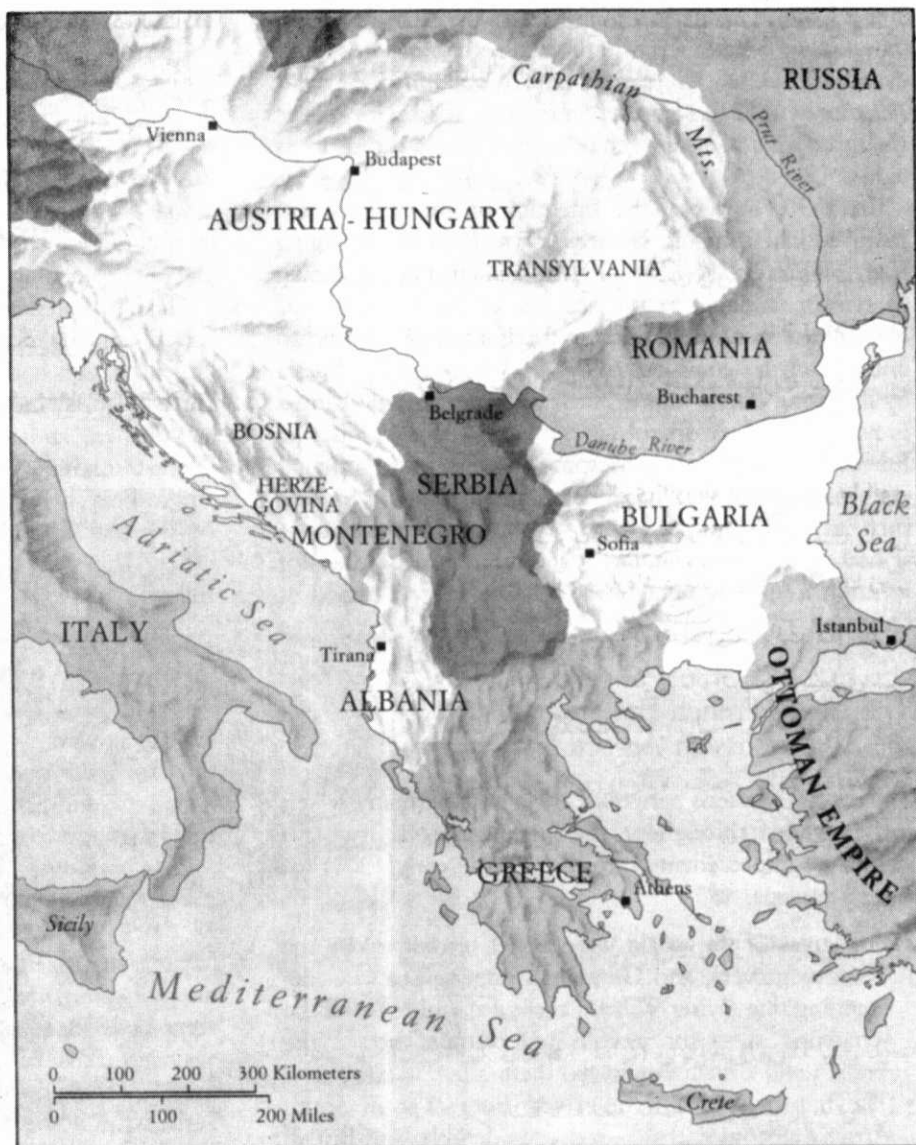 Carpathian
Mts.
RUSSIA
Prut River
Vienna
Budapest
AUSTRIA - HUNGARY
TRANSYLVANIA
ROMANIA
Bucharest
Belgrade
BOSNIA
Danube River
HERZE-
GOVINA
SERBIA
MONTENEGRO
BULGARIA
Sofia
Black
Sea
Adriatic Sea
ITALY
Tirana
Istanbul
ALBANIA
OTTOMAN EMPIRE
GREECE
Athens
Sicily
Mediterranean Sea
0 100 200 300 Kilometers
0 100 200 Miles
Crete